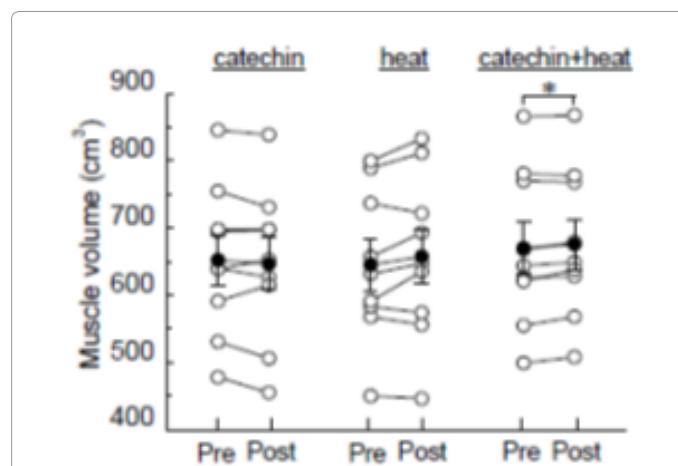 catechin heat catechin+heat
*
900
800
700
600
500
400
Muscle volume (cm³)
Pre Post Pre Post Pre Post